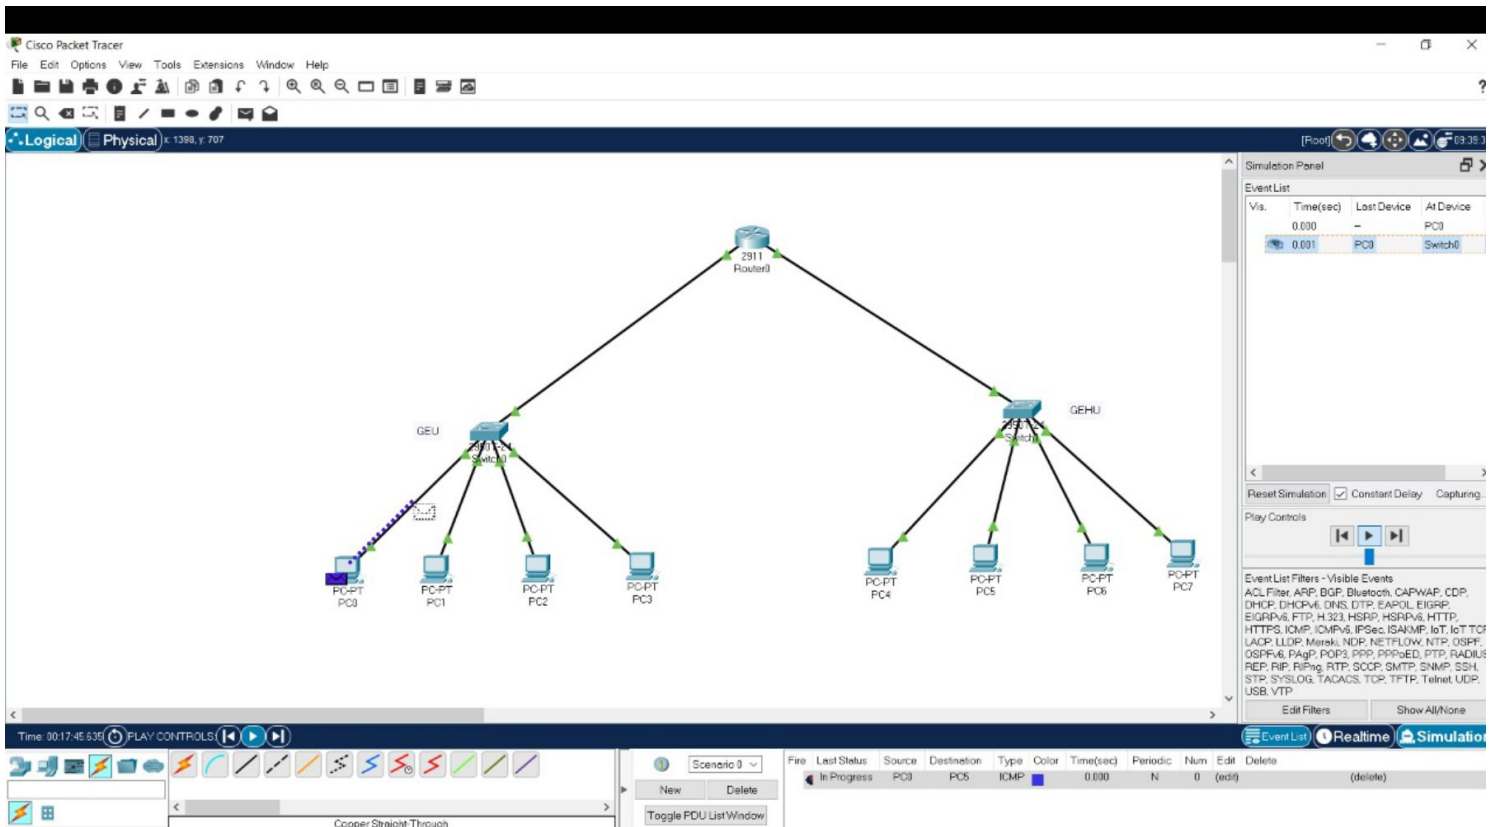 Cisco Packet Tracer
File Edit Options View Tools Extensions Window Help
Logical Physical x: 1398, y: 707
[Root] 09:39:3
Simulation Panel
Event List
Vis. Time(sec) Last Device At Device
0.000 -- PC0
0.001 PC0 Switch0
2911
Router0
GEU
2950T-24
Switch0
GEHU
2950T-24
PC-PT
PC0
PC-PT
PC1
PC-PT
PC2
PC-PT
PC3
PC-PT
PC4
PC-PT
PC5
PC-PT
PC6
PC-PT
PC7
Reset Simulation Constant Delay Capturing..
Play Controls
Event List Filters - Visible Events
ACL Filter, ARP, BGP, Bluetooth, CAPWAP, CDP,
DHCP, DHCPv6, DNS, DTP, EAPOL, EIGRP,
EIGRPv6, FTP, H.323, HSRP, HSRPv6, HTTP,
HTTPS, ICMP, ICMPv6, IPSec, ISAKMP, IoT, IoT TCP
LACP, LLDP, Meraki, NDP, NETFLOW, NTP, OSPF,
OSPFv6, PAgP, POP3, PPP, PPPoED, PTP, RADIUS
REP, RIP, RIPng, RTP, SCCP, SMTP, SNMP, SSH,
STP, SYSLOG, TACACS, TCP, TFTP, Telnet, UDP,
USB, VTP
Edit Filters Show All/None
Time: 00:17:45.635 PLAY CONTROLS:
Event List Realtime Simulation
Scenario 0
New Delete
Toggle PDU List Window
Fire Last Status Source Destination Type Color Time(sec) Periodic Num Edit Delete
In Progress PC0 PC5 ICMP 0.000 N 0 (edit) (delete)
Copper Straight-Through